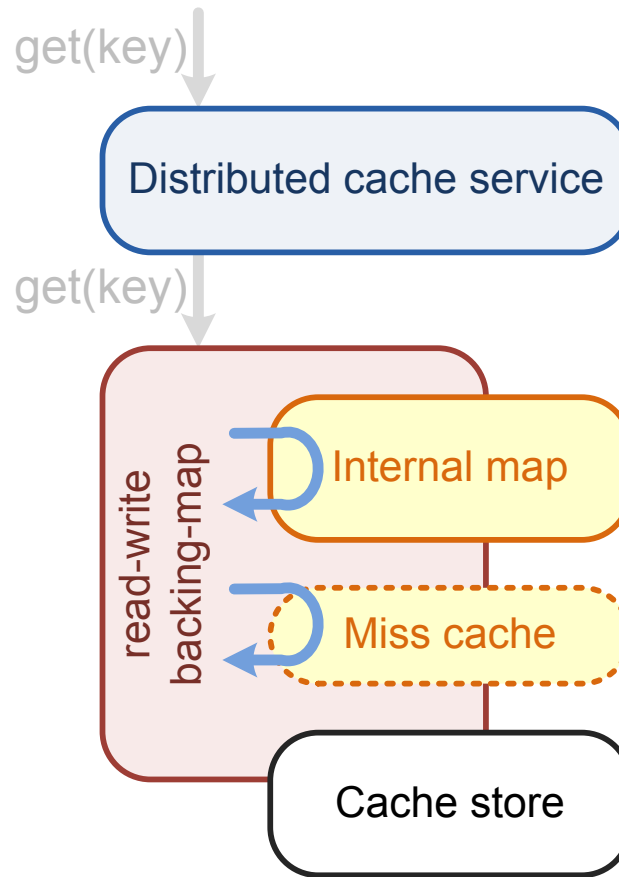 get(key)
Distributed cache service
get(key)
read-write
backing-map
Internal map
Miss cache
Cache store